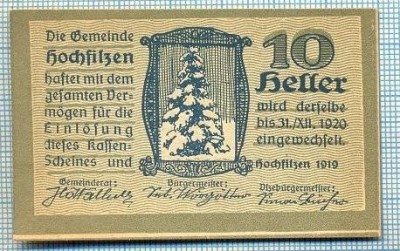 Die Gemeinde
Hochfilzen
haftet mit dem
gesamten Ver-
mögen für die
Einlösung
dieses Kassen-
Scheines und
10
Heller
wird derselbe
bis 31./XII. 1920
eingewechselt.
Hochfilzen 1919
Gemeinderat:
Bürgermeister:
Vizebürgermeister: